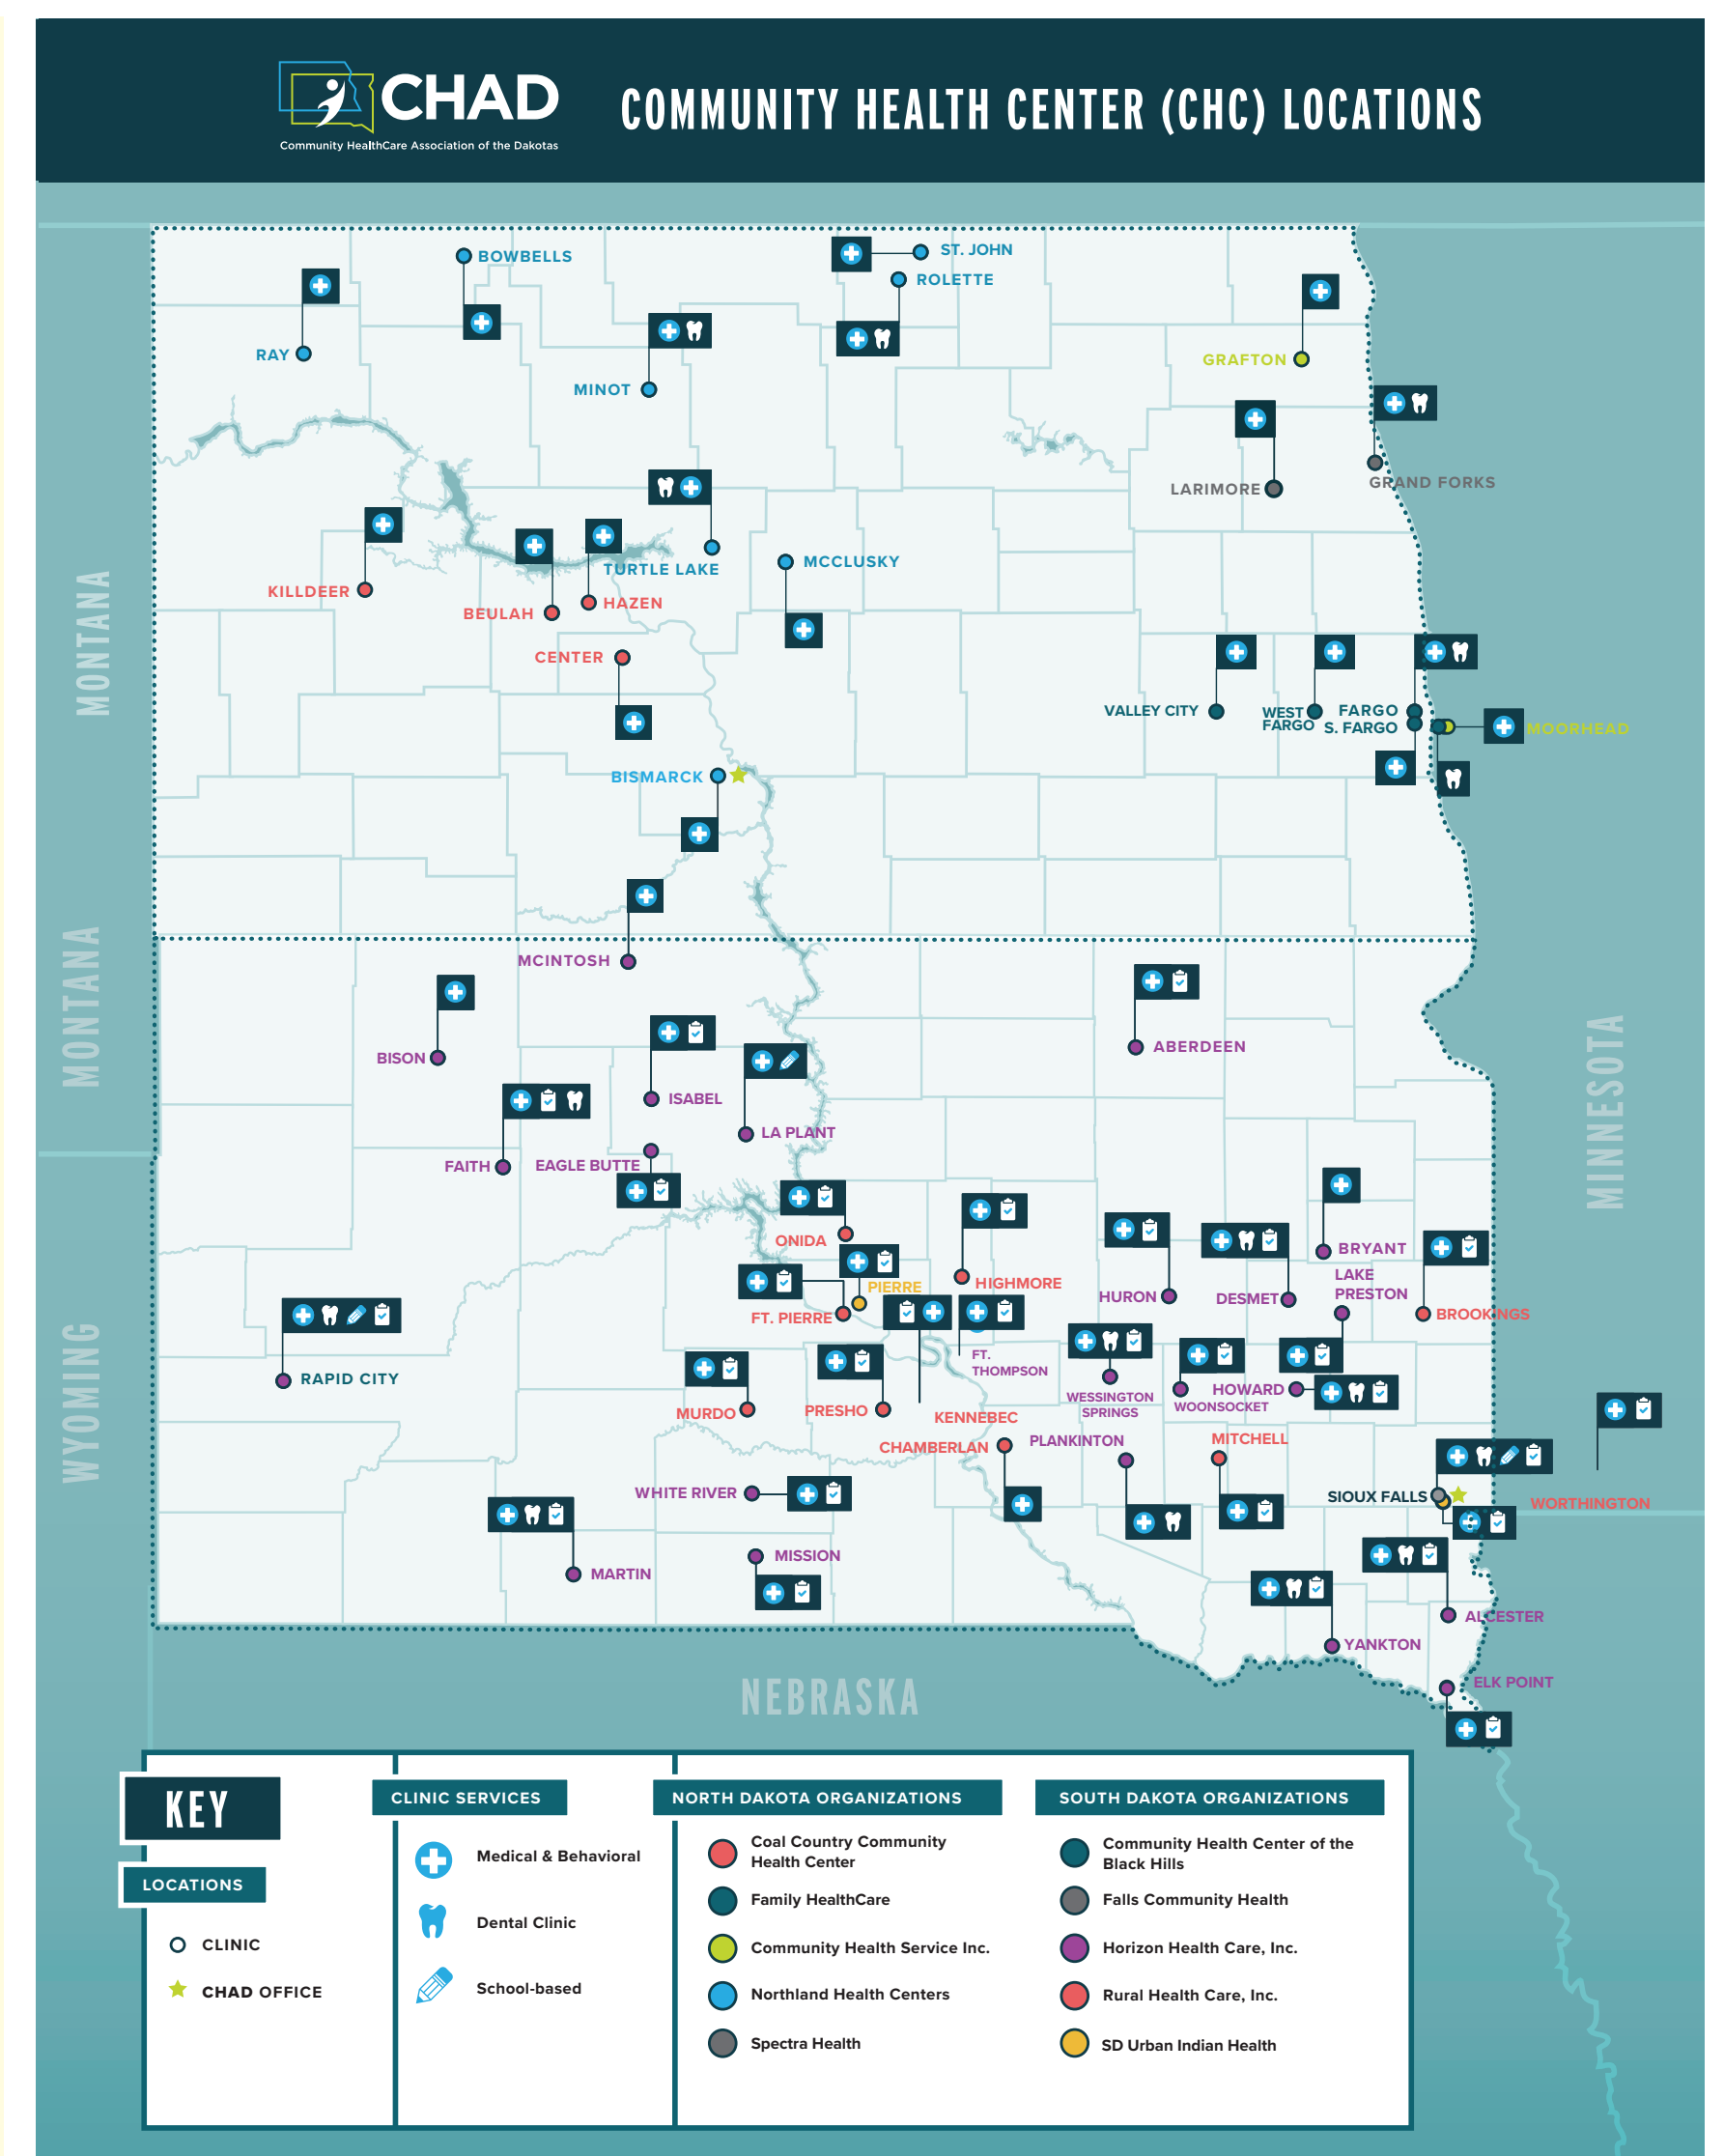 CHAD
Community HealthCare Association of the Dakotas
COMMUNITY HEALTH CENTER (CHC) LOCATIONS
BOWBELLS
ST. JOHN
ROLETTE
RAY
MINOT
GRAFTON
LARIMORE
GRAND FORKS
TURTLE LAKE
MCCLUSKY
KILLDEER
BEULAH
HAZEN
CENTER
MONTANA
VALLEY CITY
WEST
FARGO
FARGO
S. FARGO
MOORHEAD
BISMARCK
MCINTOSH
MONTANA
BISON
ABERDEEN
ISABEL
LA PLANT
FAITH
EAGLE BUTTE
MINNESOTA
ONIDA
PIERRE
FT. PIERRE
HIGHMORE
HURON
DESMET
BRYANT
LAKE
PRESTON
BROOKINGS
RAPID CITY
WYOMING
FT.
THOMPSON
MURDO
PRESHO
KENNEBEC
WESSINGTON
SPRINGS
WOONSOCKET
HOWARD
CHAMBERLAN
PLANKINTON
MITCHELL
WHITE RIVER
SIOUX FALLS
WORTHINGTON
MARTIN
MISSION
ALCESTER
YANKTON
ELK POINT
NEBRASKA
KEY
LOCATIONS
CLINIC
CHAD OFFICE
CLINIC SERVICES
Medical & Behavioral
Dental Clinic
School-based
NORTH DAKOTA ORGANIZATIONS
Coal Country Community
Health Center
Family HealthCare
Community Health Service Inc.
Northland Health Centers
Spectra Health
SOUTH DAKOTA ORGANIZATIONS
Community Health Center of the
Black Hills
Falls Community Health
Horizon Health Care, Inc.
Rural Health Care, Inc.
SD Urban Indian Health